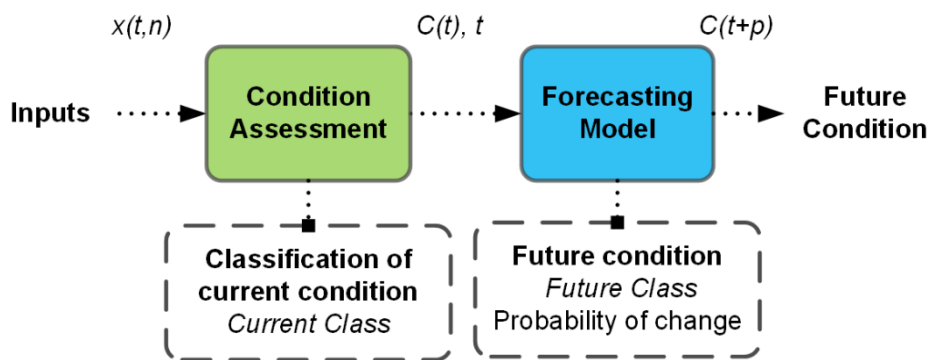 x(t,n)
C(t), t
C(t+p)
Inputs
Condition
Assessment
Forecasting
Model
Future
Condition
Classification of
current condition
Current Class
Future condition
Future Class
Probability of change